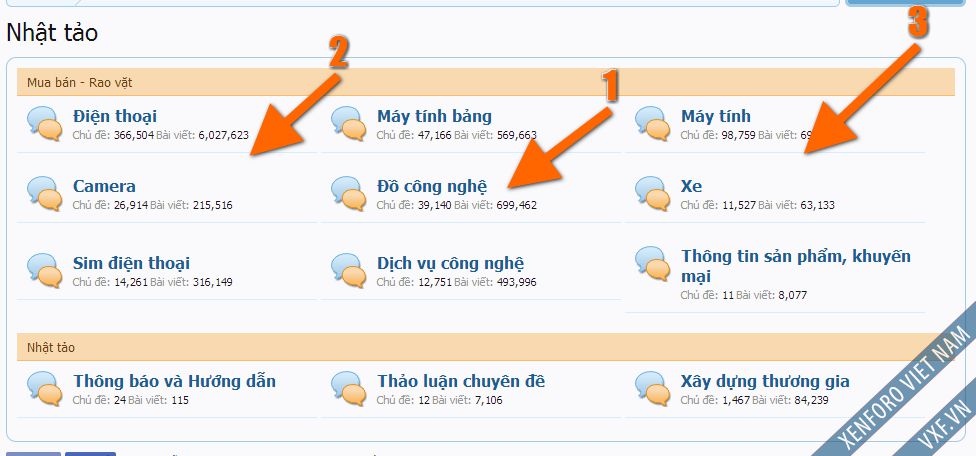 Nhật tảo
2
1
3
Mua bán - Rao vặt
Điện thoại
Chủ đề: 366,504 Bài viết: 6,027,623
Máy tính bảng
Chủ đề: 47,166 Bài viết: 569,663
Máy tính
Chủ đề: 98,759 Bài viết:
Camera
Chủ đề: 26,914 Bài viết: 215,516
Đồ công nghệ
Chủ đề: 39,140 Bài viết: 699,462
Xe
Chủ đề: 11,527 Bài viết: 63,133
Sim điện thoại
Chủ đề: 14,261 Bài viết: 316,149
Dịch vụ công nghệ
Chủ đề: 12,751 Bài viết: 493,996
Thông tin sản phẩm, khuyến
mại
Chủ đề: 11 Bài viết: 8,077
Nhật tảo
Thông báo và Hướng dẫn
Chủ đề: 24 Bài viết: 115
Thảo luận chuyên đề
Chủ đề: 12 Bài viết: 7,106
Xây dựng thương gia
Chủ đề: 1,467 Bài viết: 84,239
XENFORO VIET NAM
VXF.VN